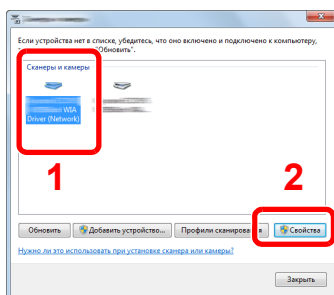 Если устройства нет в списке, убедитесь, что оно включено и подключено к компьютеру,
"Обновить".
Сканеры и камеры
WIA
Driver (Network)
1
2
Обновить
Добавить устройство...
Профили сканирования
Свойства
Нужно ли это использовать при установке сканера или камеры?
Закрыть